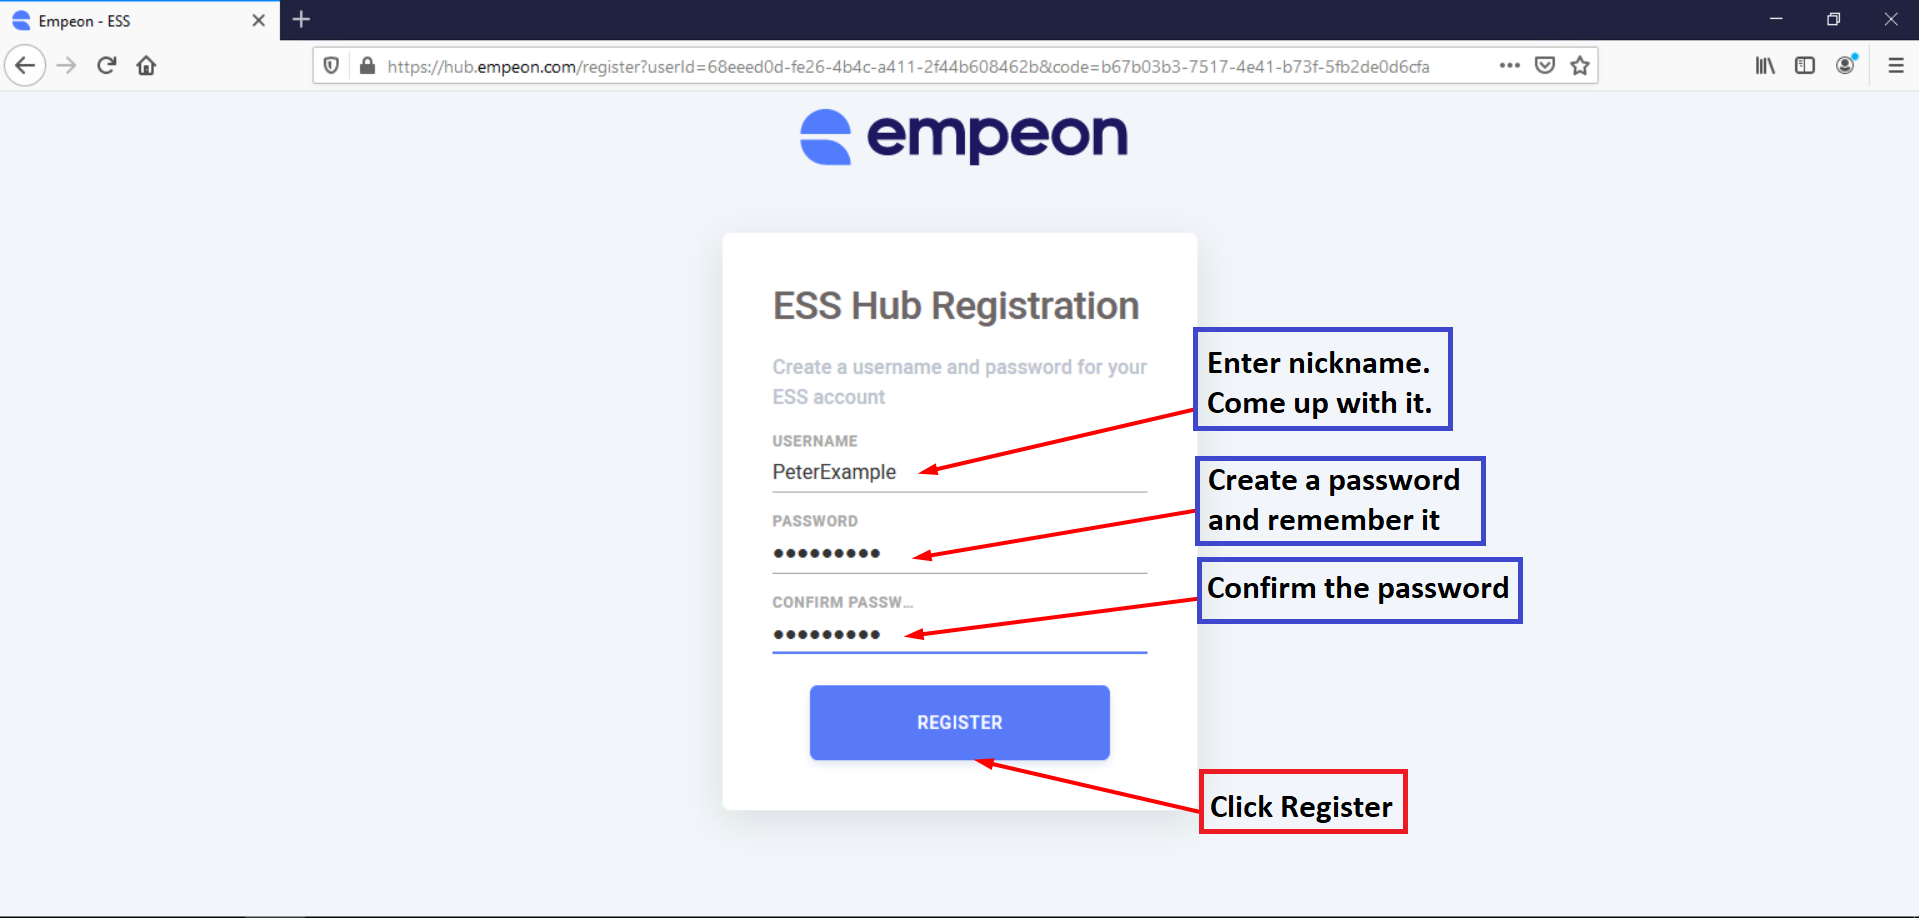 Empeon - ESS
https://hub.empeon.com/register?userId=68eeed0d-fe26-4b4c-a411-2f44b608462b&code=b67b03b3-7517-4e41-b73f-5fb2de0d6cfa
empeon
ESS Hub Registration
Create a username and password for your
ESS account
USERNAME
PeterExample
PASSWORD
•••••••••
CONFIRM PASSW...
•••••••••
REGISTER
Enter nickname.
Come up with it.
Create a password
and remember it
Confirm the password
Click Register